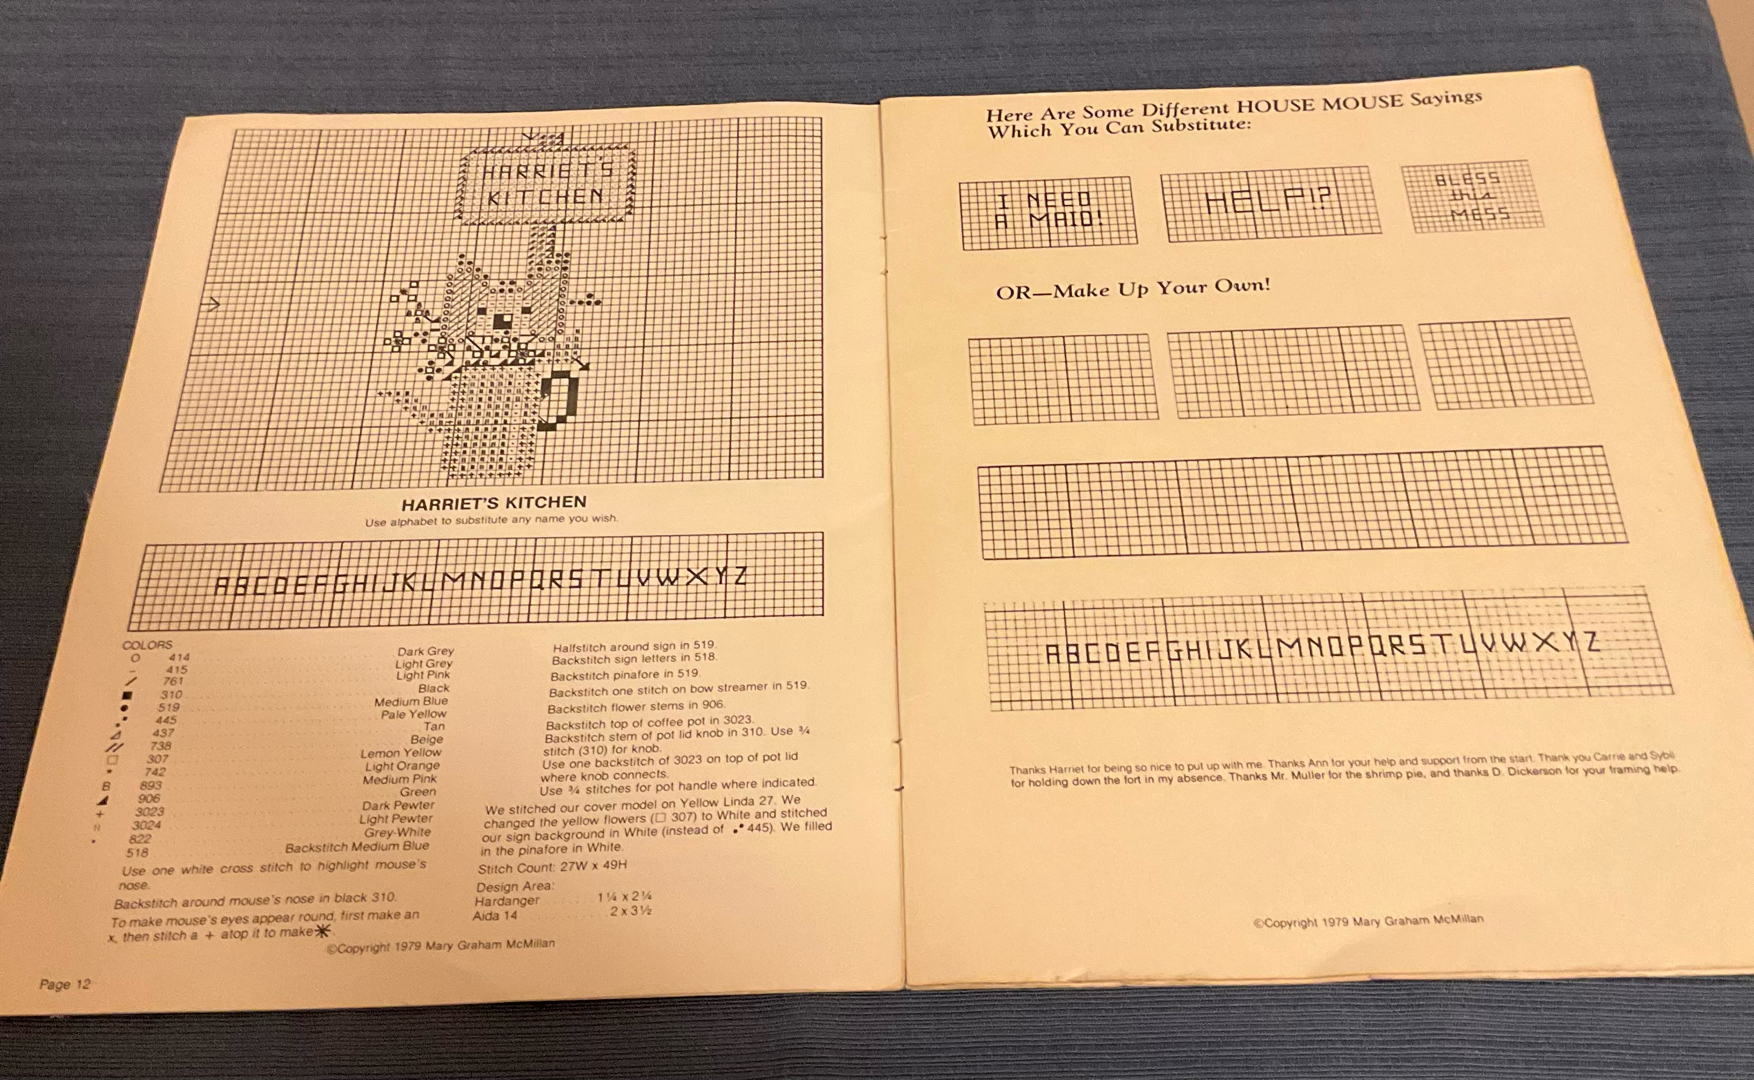 HARRIET'S
KITCHEN
HARRIET'S KITCHEN
Use alphabet to substitute any name you wish.
ABCDEFGHIJKLMNOPQRSTUVWXYZ
COLORS
O 414 Dark Grey
- 415 Light Grey
/ 761 Light Pink
■ 310 Black
● 519 Medium Blue
445 Pale Yellow
437 Tan
738 Beige
□ 307 Lemon Yellow
742 Light Orange
B 893 Medium Pink
◢ 906 Green
+ 3023 Dark Pewter
3024 Light Pewter
822 Grey-White
518 Backstitch Medium Blue
Use one white cross stitch to highlight mouse's
nose.
Backstitch around mouse's nose in black 310.
To make mouse's eyes appear round, first make an
x, then stitch a + atop it to make ✳.
Halfstitch around sign in 519.
Backstitch sign letters in 518.
Backstitch pinafore in 519.
Backstitch one stitch on bow streamer in 519.
Backstitch flower stems in 906.
Backstitch top of coffee pot in 3023.
Backstitch stem of pot lid knob in 310. Use ¾
stitch (310) for knob.
Use one backstitch of 3023 on top of pot lid
where knob connects.
Use ¾ stitches for pot handle where indicated.
We stitched our cover model on Yellow Linda 27. We
changed the yellow flowers (□ 307) to White and stitched
our sign background in White (instead of 445). We filled
in the pinafore in White.
Stitch Count: 27W x 49H
Design Area:
Hardanger 1¼ x 2¼
Aida 14 2 x 3½
©Copyright 1979 Mary Graham McMillan
Page 12
Here Are Some Different HOUSE MOUSE Sayings
Which You Can Substitute:
I NEED
A MAID!
HELP!?
BLESS
this
MESS
OR—Make Up Your Own!
ABCDEFGHIJKLMNOPQRSTUVWXYZ
Thanks Harriet for being so nice to put up with me. Thanks Ann for your help and support from the start. Thank you Carrie and Sybil
for holding down the fort in my absence. Thanks Mr. Muller for the shrimp pie, and thanks D. Dickerson for your framing help.
©Copyright 1979 Mary Graham McMillan